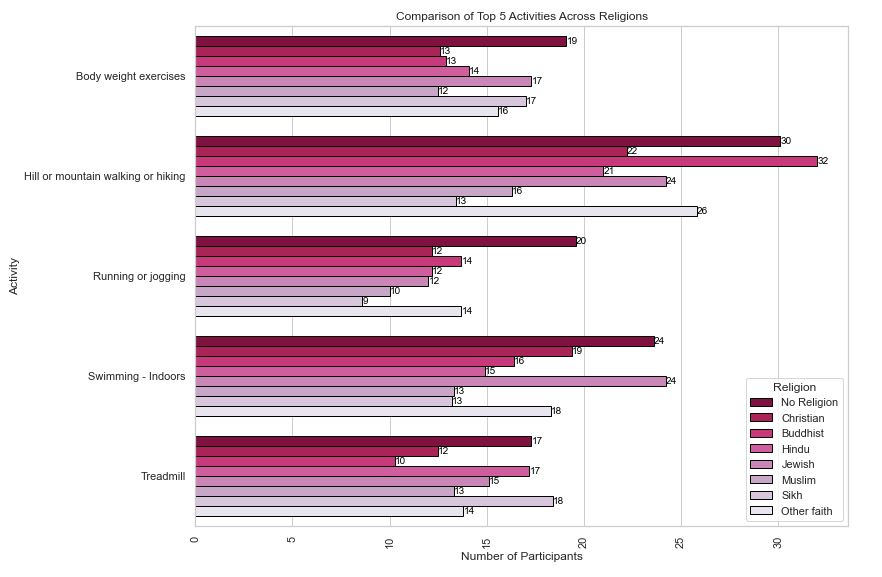 Comparison of Top 5 Activities Across Religions
Activity
Body weight exercises
19
13
13
14
17
12
17
16
Hill or mountain walking or hiking
30
22
32
21
24
16
13
26
Running or jogging
20
12
14
12
12
10
9
14
Swimming - Indoors
24
19
16
15
24
13
13
18
Treadmill
17
12
10
17
15
13
18
14
Religion
No Religion
Christian
Buddhist
Hindu
Jewish
Muslim
Sikh
Other faith
0 5 10 15 20 25 30
Number of Participants